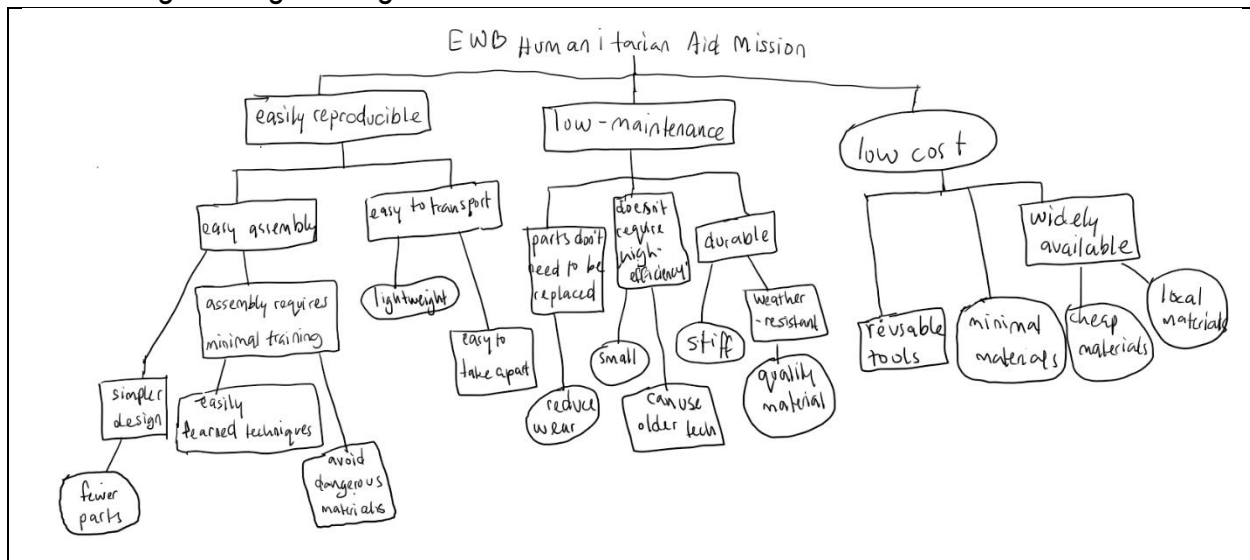 EWB Humanitarian Aid Mission
easily reproducible
low-maintenance
low cost
easy assembly
easy to transport
parts don't
need to be
replaced
doesn't
require
high-
efficiency
durable
widely
available
assembly requires
minimal training
lightweight
easy to
take apart
small
stiff
weather
-resistant
reusable
tools
minimal
materials
cheap
materials
local
materials
simpler
design
easily
learned techniques
reduce
wear
can use
older tech
quality
material
fewer
parts
avoid
dangerous
materials